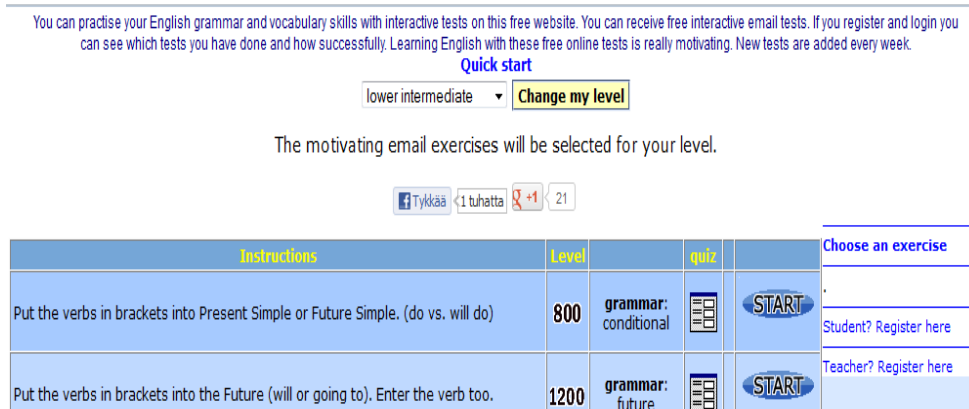 You can practise your English grammar and vocabulary skills with interactive tests on this free website. You can receive free interactive email tests. If you register and login you
can see which tests you have done and how successfully. Learning English with these free online tests is really motivating. New tests are added every week.
Quick start
lower intermediate Change my level
The motivating email exercises will be selected for your level.
Tykkää 1 tuhatta +1 21
Instructions Level quiz
Choose an exercise
Put the verbs in brackets into Present Simple or Future Simple. (do vs. will do) 800 grammar: conditional START
.
Student? Register here
Teacher? Register here
Put the verbs in brackets into the Future (will or going to). Enter the verb too. 1200 grammar: future START